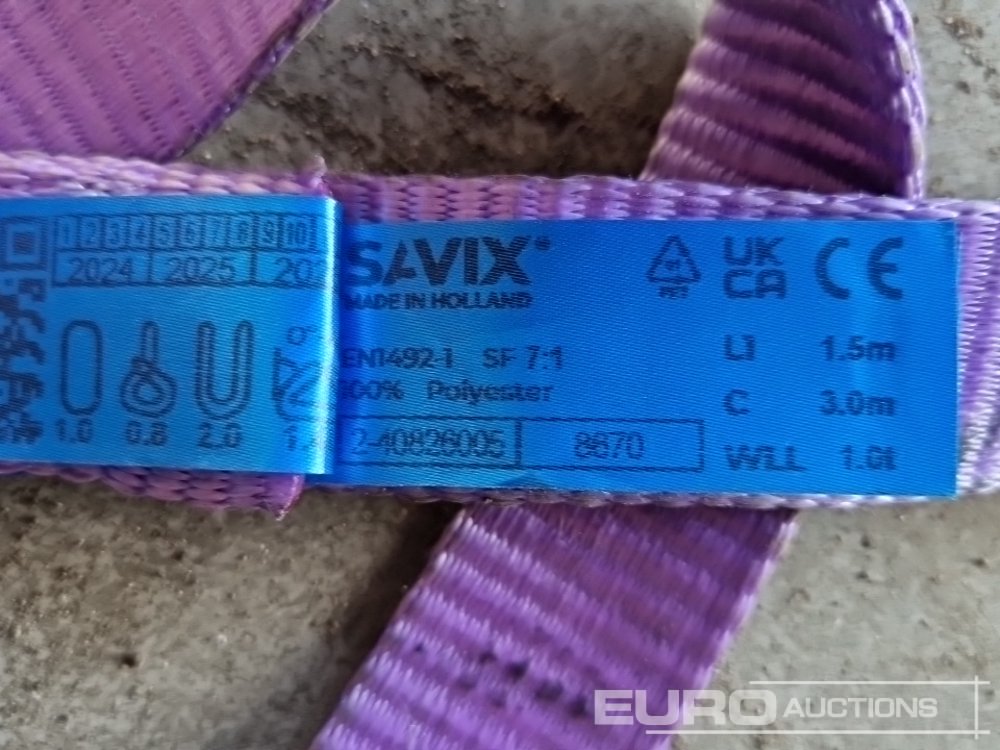 1 2 3 4 5 6 7 8 9 10
2024 2025
1.0 0.8 2.0
SAVIX®
MADE IN HOLLAND
EN1492-1 SF 7:1
100% Polyester
2-40826005 8670
PET
UK
CA
CE
L1 1.5m
C 3.0m
WLL 1.0t
EURO AUCTIONS